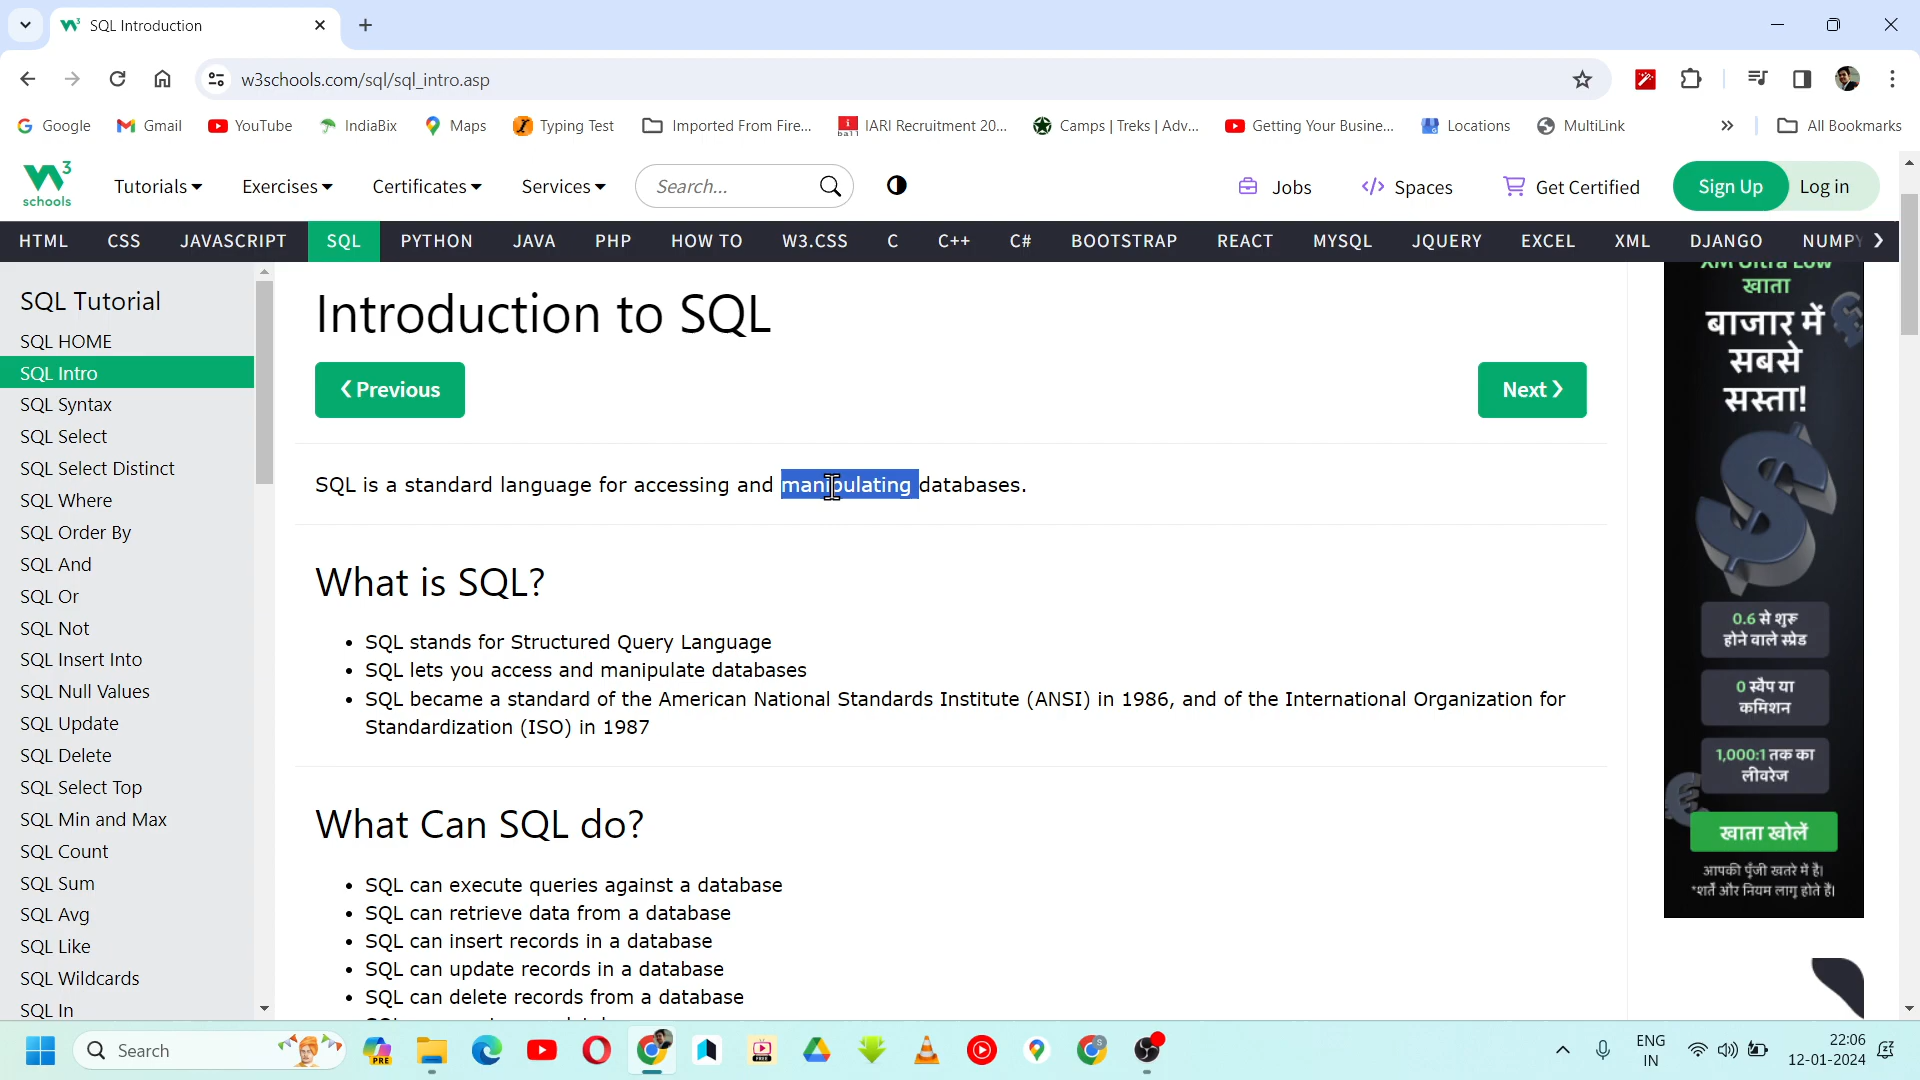 SQL Introduction
w3schools.com/sql/sql_intro.asp
Google Gmail YouTube IndiaBix Maps Typing Test Imported From Fire... IARI Recruitment 20... Camps | Treks | Adv... Getting Your Busine... Locations MultiLink » All Bookmarks
W3 schools Tutorials Exercises Certificates Services Search... Jobs Spaces Get Certified Sign Up Log in
HTML CSS JAVASCRIPT SQL PYTHON JAVA PHP HOW TO W3.CSS C C++ C# BOOTSTRAP REACT MYSQL JQUERY EXCEL XML DJANGO NUMPY
SQL Tutorial
SQL HOME
SQL Intro
SQL Syntax
SQL Select
SQL Select Distinct
SQL Where
SQL Order By
SQL And
SQL Or
SQL Not
SQL Insert Into
SQL Null Values
SQL Update
SQL Delete
SQL Select Top
SQL Min and Max
SQL Count
SQL Sum
SQL Avg
SQL Like
SQL Wildcards
SQL In
Introduction to SQL
❮ Previous
Next ❯
SQL is a standard language for accessing and manipulating databases.
What is SQL?
• SQL stands for Structured Query Language
• SQL lets you access and manipulate databases
• SQL became a standard of the American National Standards Institute (ANSI) in 1986, and of the International Organization for
Standardization (ISO) in 1987
What Can SQL do?
• SQL can execute queries against a database
• SQL can retrieve data from a database
• SQL can insert records in a database
• SQL can update records in a database
• SQL can delete records from a database
XM Ultra Low
खाता
बाजार में
सबसे
सस्ता!
0.6 से शुरू
होने वाले स्प्रेड
0 स्वैप या
कमिशन
1,000:1 तक का
लीवरेज
खाता खोलें
आपकी पूँजी खतरे में है।
*शर्तें और नियम लागू होते हैं।
Search
PRE
FREE
S
ENG
IN
22:06
12-01-2024